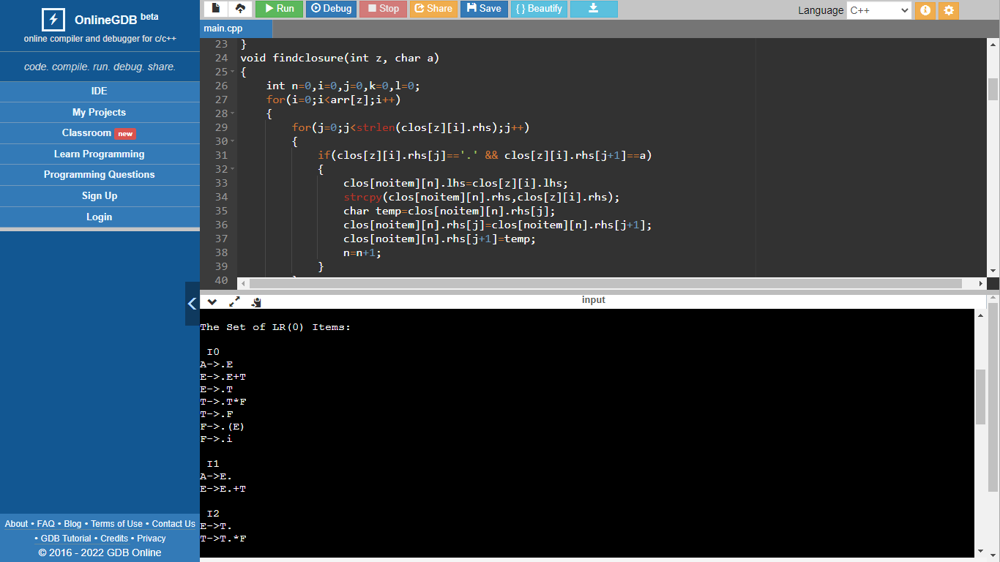 OnlineGDB beta
online compiler and debugger for c/c++
code. compile. run. debug. share.
IDE
My Projects
Classroom new
Learn Programming
Programming Questions
Sign Up
Login
About • FAQ • Blog • Terms of Use • Contact Us
• GDB Tutorial • Credits • Privacy
© 2016 - 2022 GDB Online
Run Debug Stop Share Save { } Beautify Language C++
main.cpp
23 }
24 void findclosure(int z, char a)
25 {
26 int n=0,i=0,j=0,k=0,l=0;
27 for(i=0;i<arr[z];i++)
28 {
29 for(j=0;j<strlen(clos[z][i].rhs);j++)
30 {
31 if(clos[z][i].rhs[j]=='.' && clos[z][i].rhs[j+1]==a)
32 {
33 clos[noitem][n].lhs=clos[z][i].lhs;
34 strcpy(clos[noitem][n].rhs,clos[z][i].rhs);
35 char temp=clos[noitem][n].rhs[j];
36 clos[noitem][n].rhs[j]=clos[noitem][n].rhs[j+1];
37 clos[noitem][n].rhs[j+1]=temp;
38 n=n+1;
39 }
40
input
The Set of LR(0) Items:
I0
A->.E
E->.E+T
E->.T
T->.T*F
T->.F
F->.(E)
F->.i
I1
A->E.
E->E.+T
I2
E->T.
T->T.*F